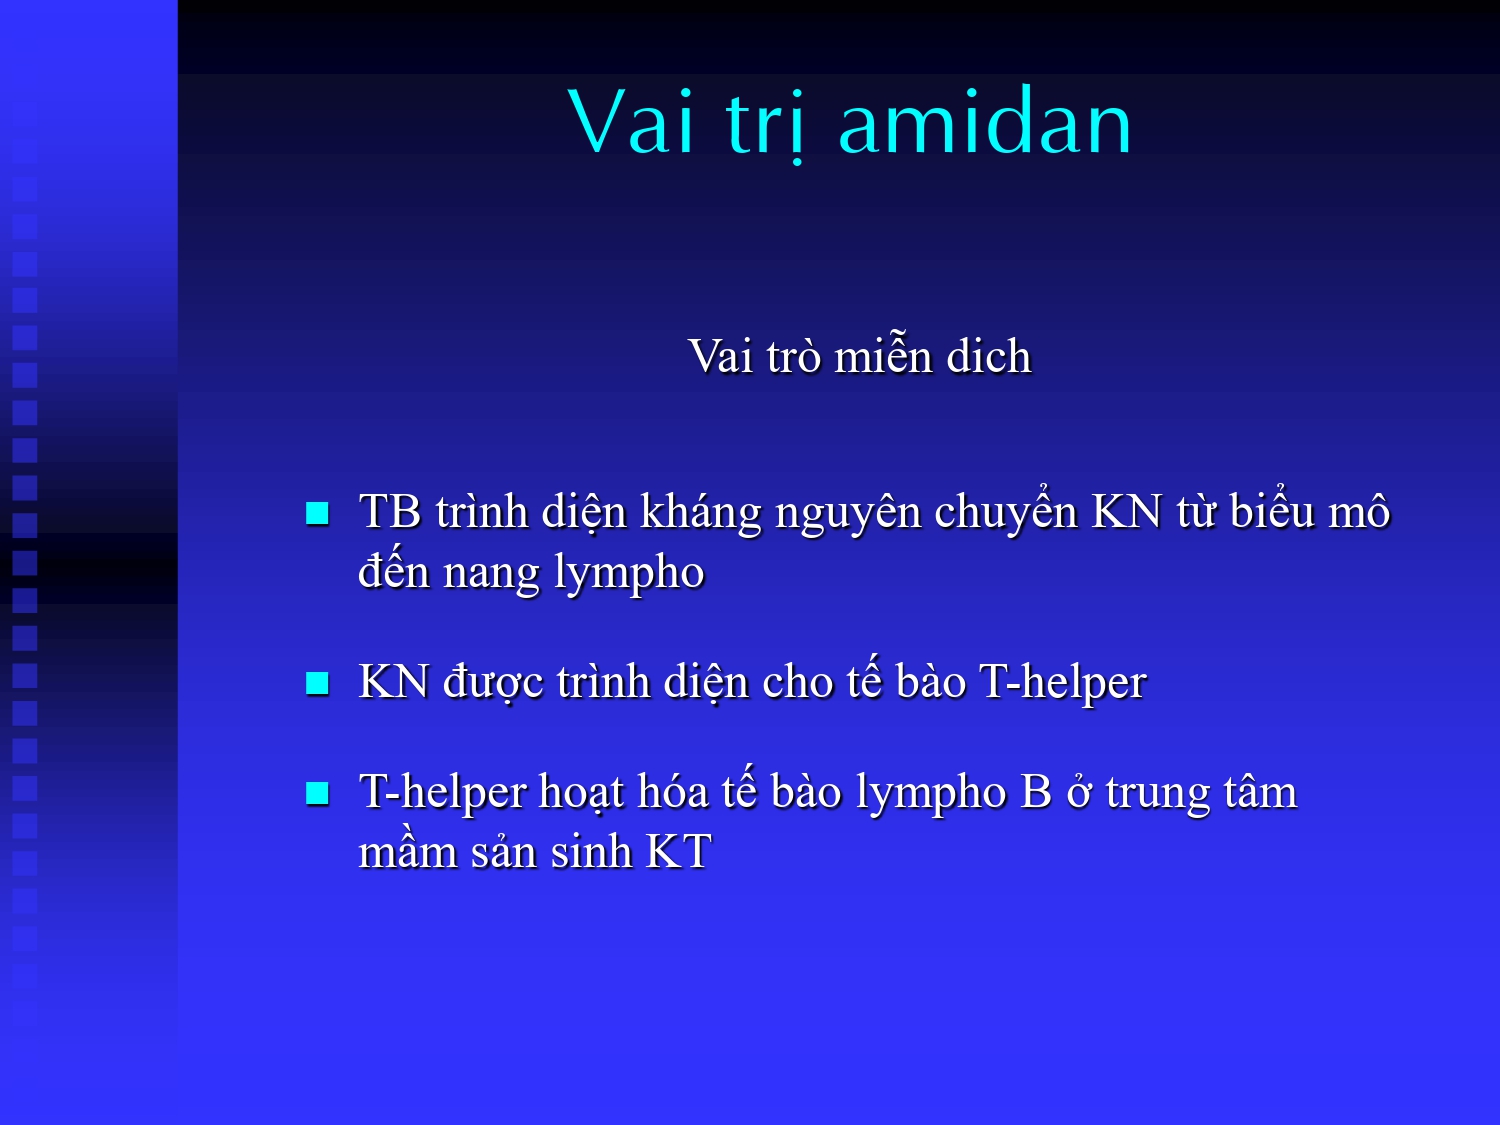 Vai trị amidan
Vai trò miễn dich
TB trình diện kháng nguyên chuyển KN từ biểu mô
đến nang lympho
KN được trình diện cho tế bào T-helper
T-helper hoạt hóa tế bào lympho B ở trung tâm
mầm sản sinh KT